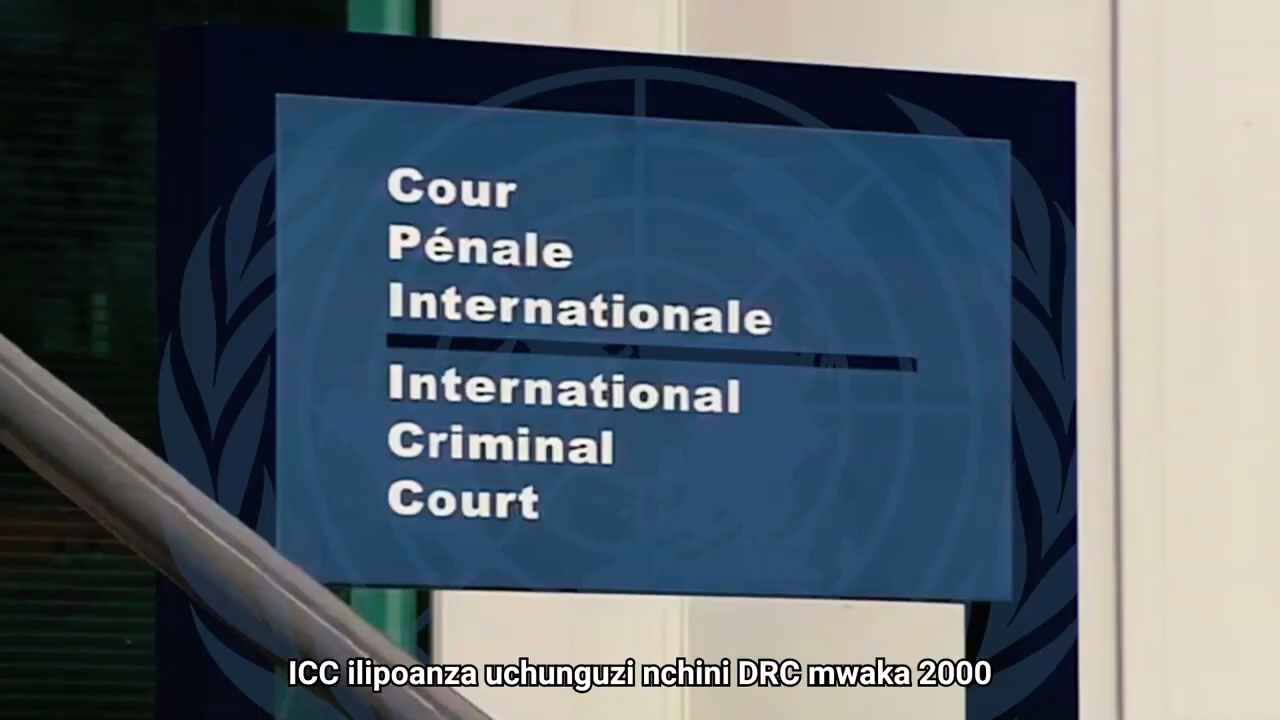 Cour
Pénale
Internationale
International
Criminal
Court
ICC ilipoanza uchunguzi nchini DRC mwaka 2000